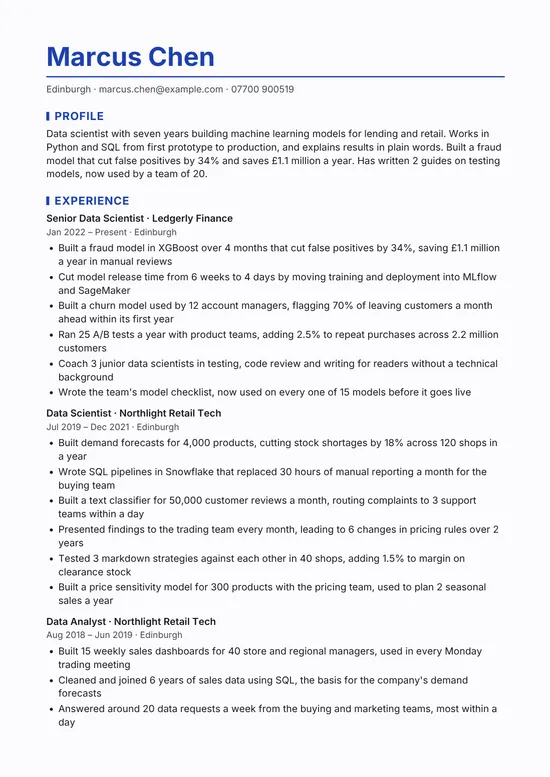 Marcus Chen
Edinburgh · marcus.chen@example.com · 07700 900519
PROFILE
Data scientist with seven years building machine learning models for lending and retail. Works in
Python and SQL from first prototype to production, and explains results in plain words. Built a fraud
model that cut false positives by 34% and saves £1.1 million a year. Has written 2 guides on testing
models, now used by a team of 20.
EXPERIENCE
Senior Data Scientist · Ledgerly Finance
Jan 2022 – Present · Edinburgh
• Built a fraud model in XGBoost over 4 months that cut false positives by 34%, saving £1.1 million
a year in manual reviews
• Cut model release time from 6 weeks to 4 days by moving training and deployment into MLflow
and SageMaker
• Built a churn model used by 12 account managers, flagging 70% of leaving customers a month
ahead within its first year
• Ran 25 A/B tests a year with product teams, adding 2.5% to repeat purchases across 2.2 million
customers
• Coach 3 junior data scientists in testing, code review and writing for readers without a technical
background
• Wrote the team's model checklist, now used on every one of 15 models before it goes live
Data Scientist · Northlight Retail Tech
Jul 2019 – Dec 2021 · Edinburgh
• Built demand forecasts for 4,000 products, cutting stock shortages by 18% across 120 shops in
a year
• Wrote SQL pipelines in Snowflake that replaced 30 hours of manual reporting a month for the
buying team
• Built a text classifier for 50,000 customer reviews a month, routing complaints to 3 support
teams within a day
• Presented findings to the trading team every month, leading to 6 changes in pricing rules over 2
years
• Tested 3 markdown strategies against each other in 40 shops, adding 1.5% to margin on
clearance stock
• Built a price sensitivity model for 300 products with the pricing team, used to plan 2 seasonal
sales a year
Data Analyst · Northlight Retail Tech
Aug 2018 – Jun 2019 · Edinburgh
• Built 15 weekly sales dashboards for 40 store and regional managers, used in every Monday
trading meeting
• Cleaned and joined 6 years of sales data using SQL, the basis for the company's demand
forecasts
• Answered around 20 data requests a week from the buying and marketing teams, most within a
day